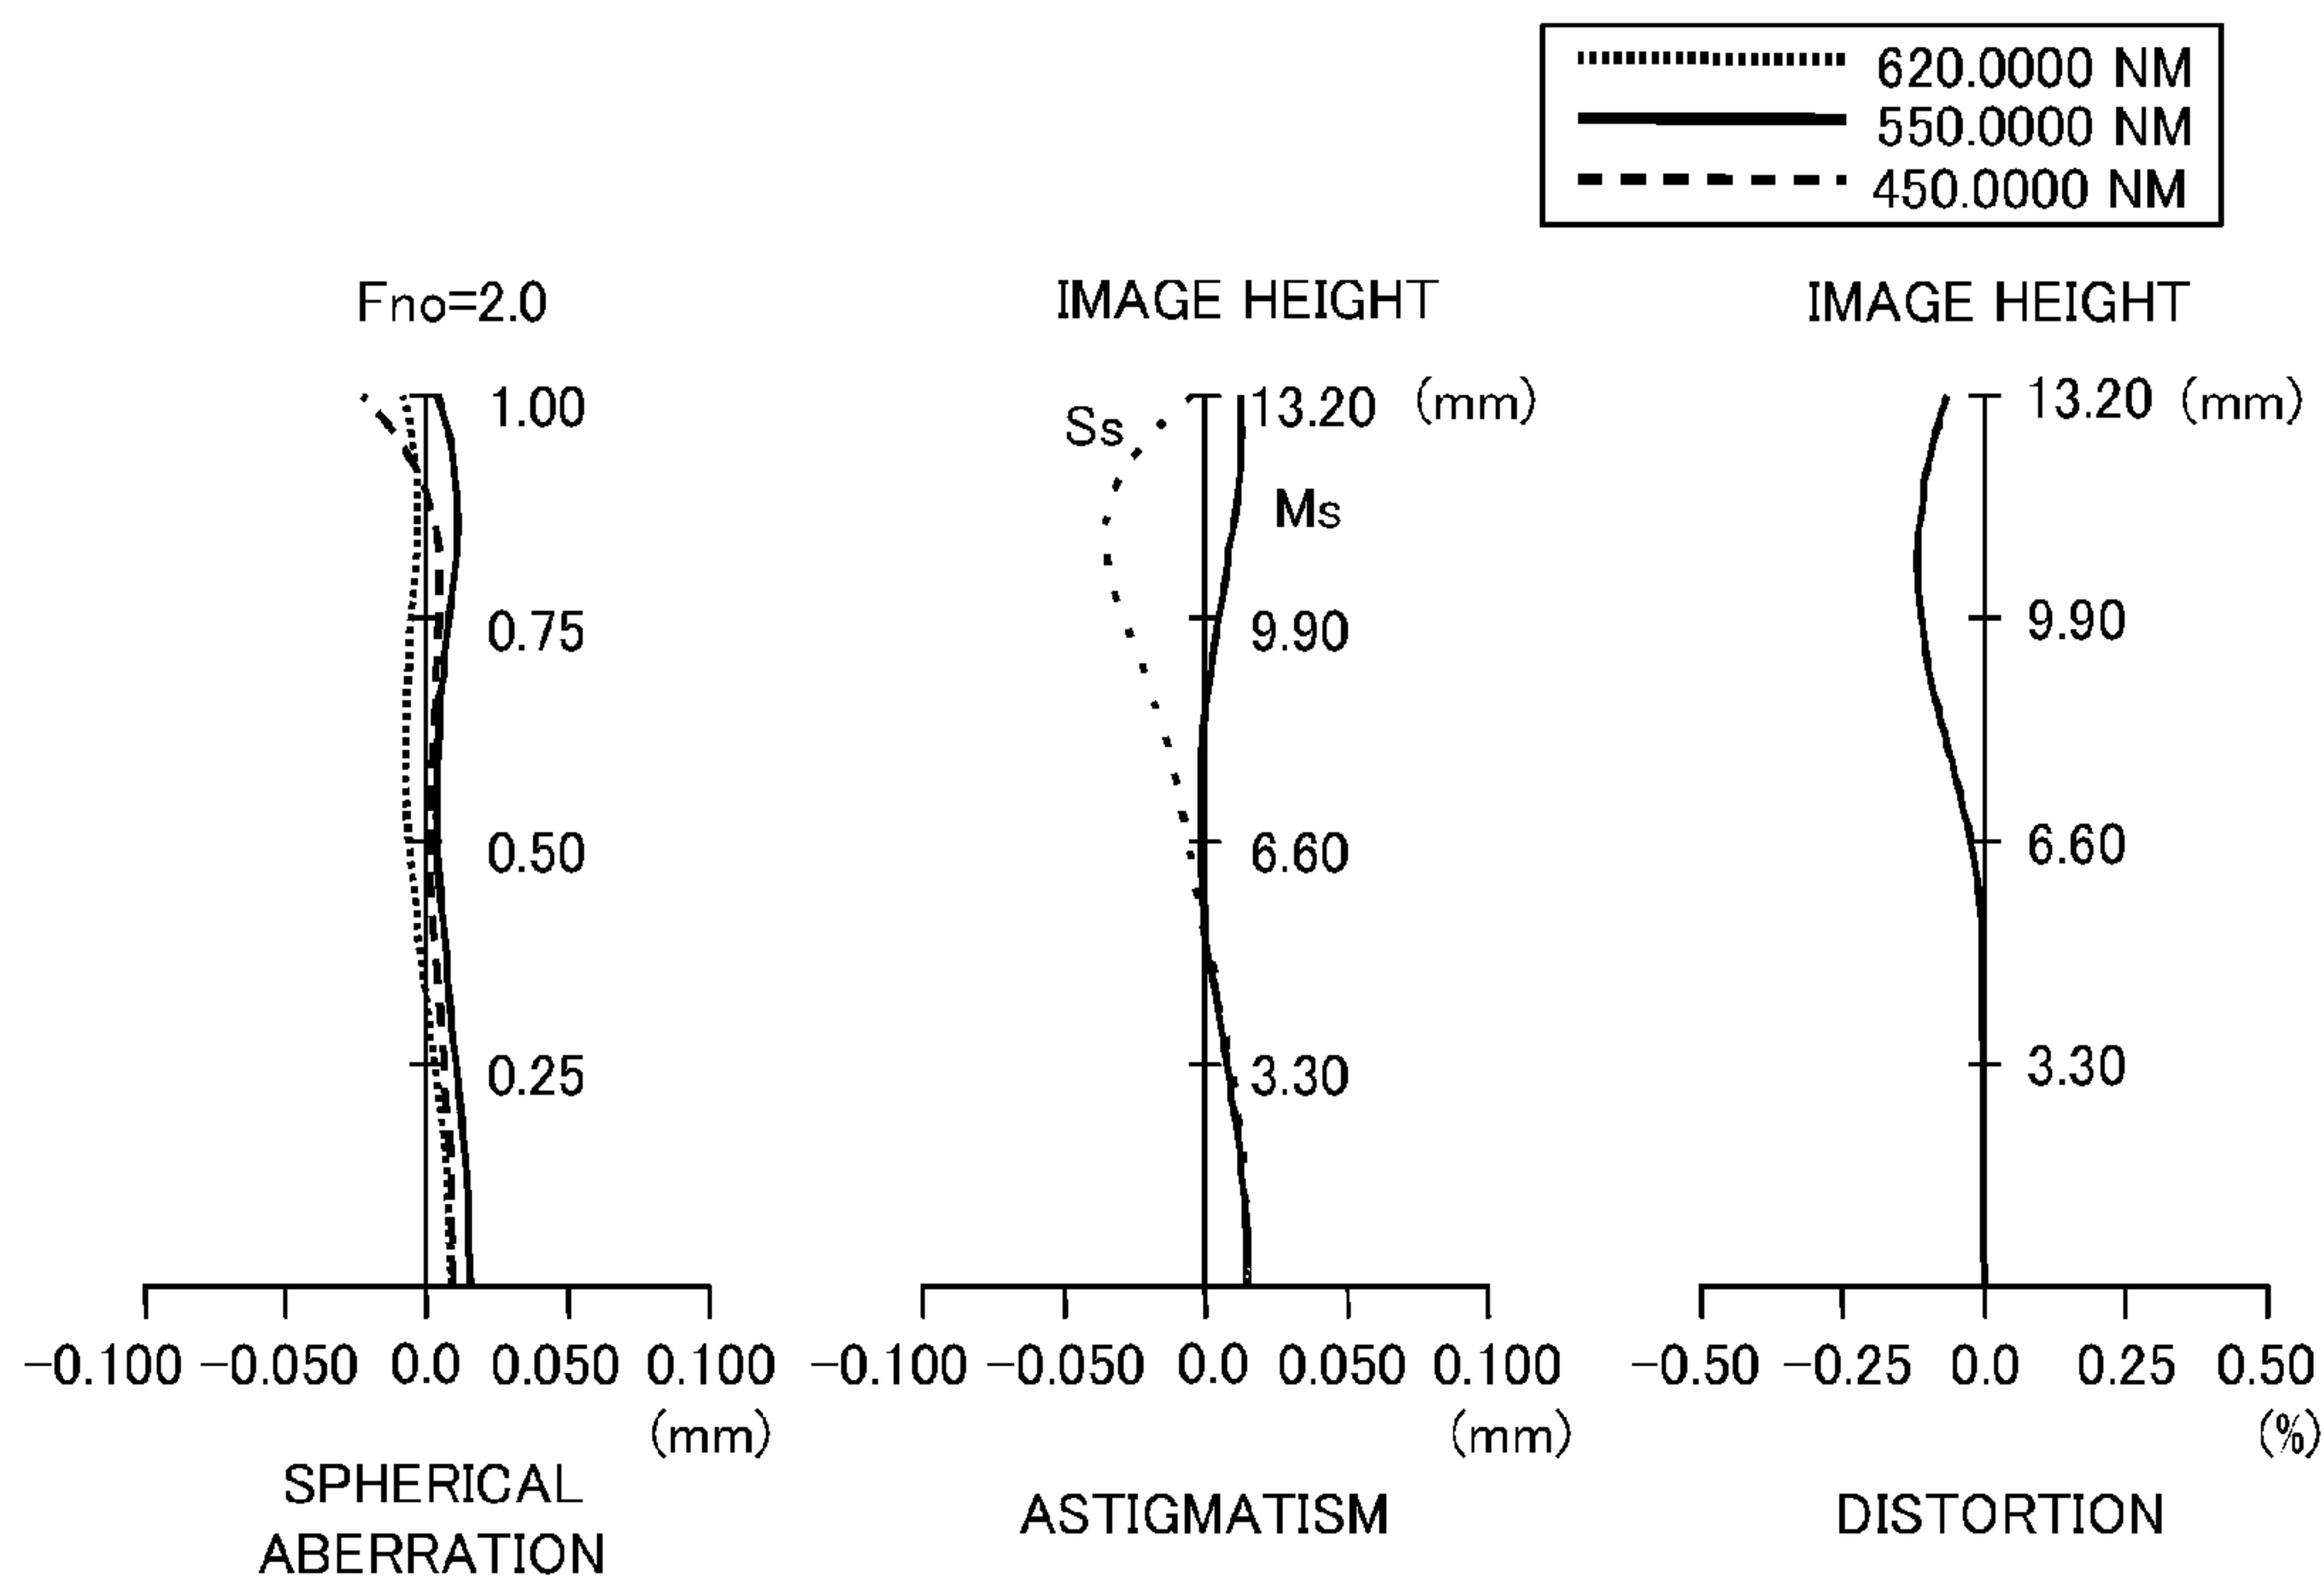 620.0000 NM
550.0000 NM
450.0000 NM
Fno=2.0
1.00
0.75
0.50
0.25
−0.100 −0.050 0.0 0.050 0.100
(mm)
SPHERICAL
ABERRATION
IMAGE HEIGHT
13.20 (mm)
Ss
Ms
9.90
6.60
3.30
−0.100 −0.050 0.0 0.050 0.100
(mm)
ASTIGMATISM
IMAGE HEIGHT
13.20 (mm)
9.90
6.60
3.30
−0.50 −0.25 0.0 0.25 0.50
(%)
DISTORTION